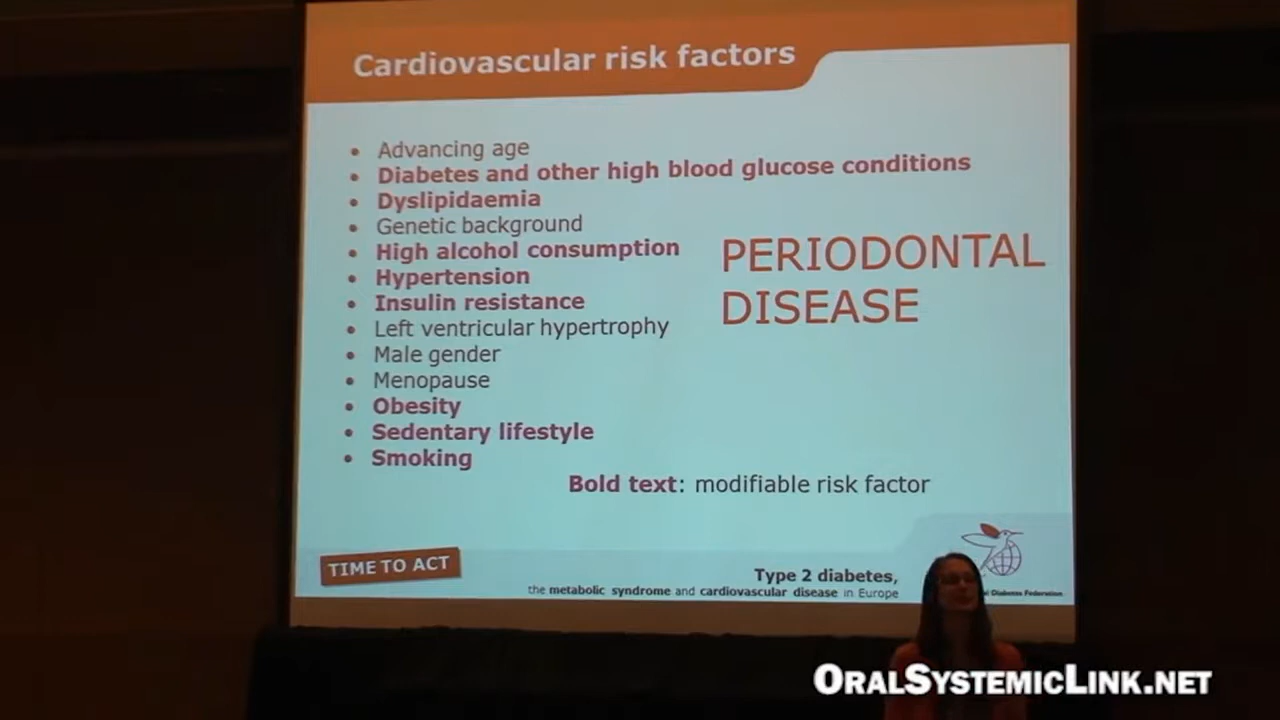 Cardiovascular risk factors
• Advancing age
• Diabetes and other high blood glucose conditions
• Dyslipidaemia
• Genetic background
• High alcohol consumption
• Hypertension
• Insulin resistance
• Left ventricular hypertrophy
• Male gender
• Menopause
• Obesity
• Sedentary lifestyle
• Smoking
PERIODONTAL
DISEASE
Bold text: modifiable risk factor
TIME TO ACT
Type 2 diabetes,
the metabolic syndrome and cardiovascular disease in Europe
Diabetes Federation
ORALSYSTEMICLINK.NET